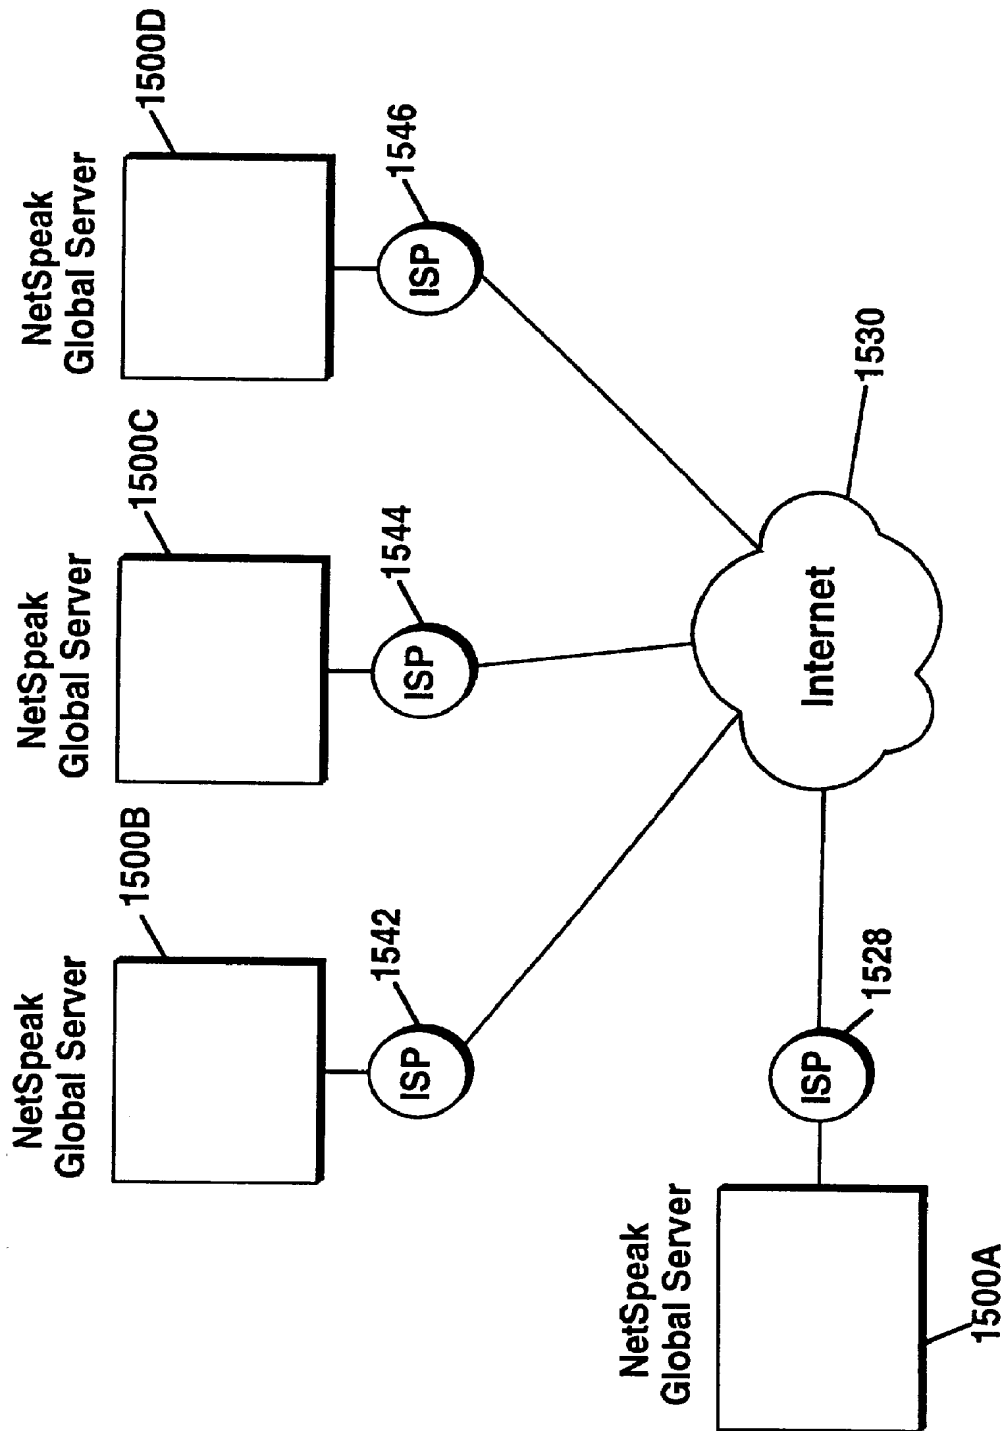 NetSpeak
Global Server
1500B
ISP
1542
NetSpeak
Global Server
1500C
ISP
1544
NetSpeak
Global Server
1500D
ISP
1546
NetSpeak
Global Server
1500A
ISP
1528
Internet
1530